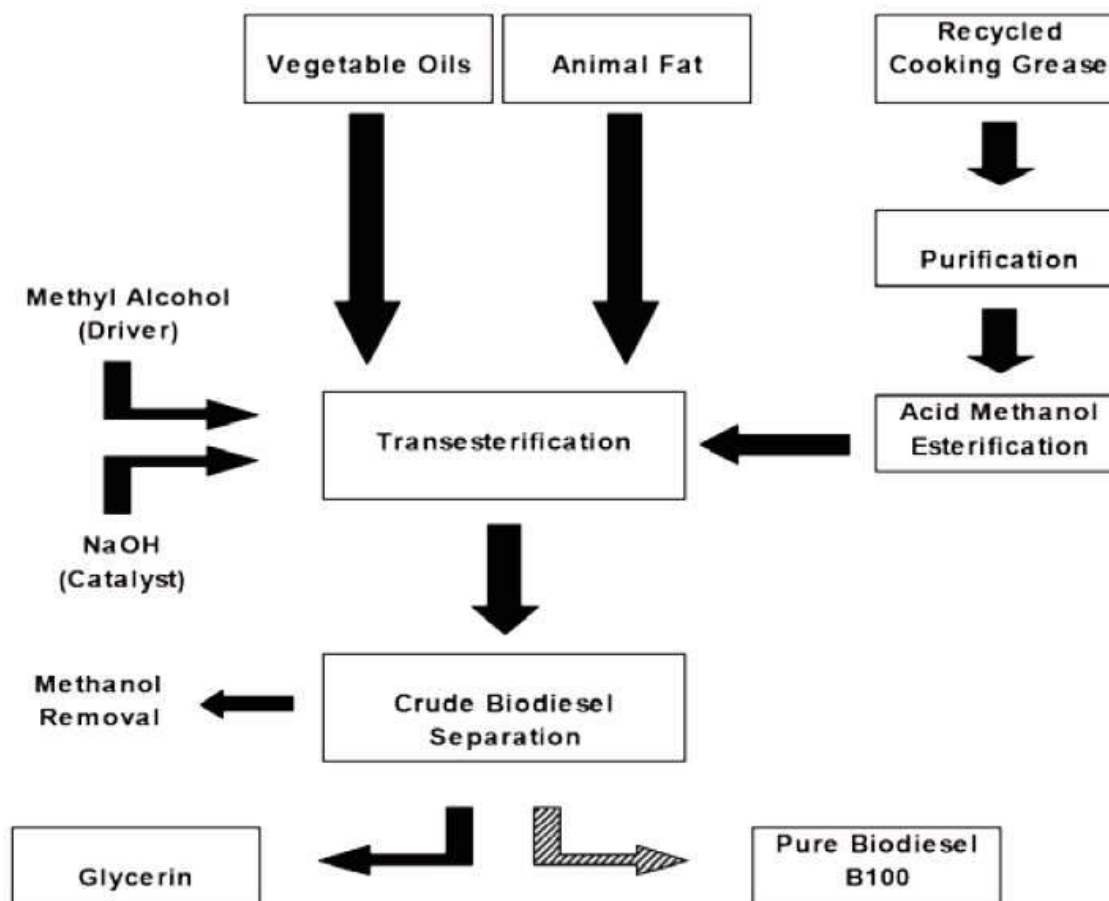 Vegetable Oils
Animal Fat
Recycled
Cooking Grease
Purification
Methyl Alcohol
(Driver)
Transesterification
Acid Methanol
Esterification
NaOH
(Catalyst)
Methanol
Removal
Crude Biodiesel
Separation
Glycerin
Pure Biodiesel
B100